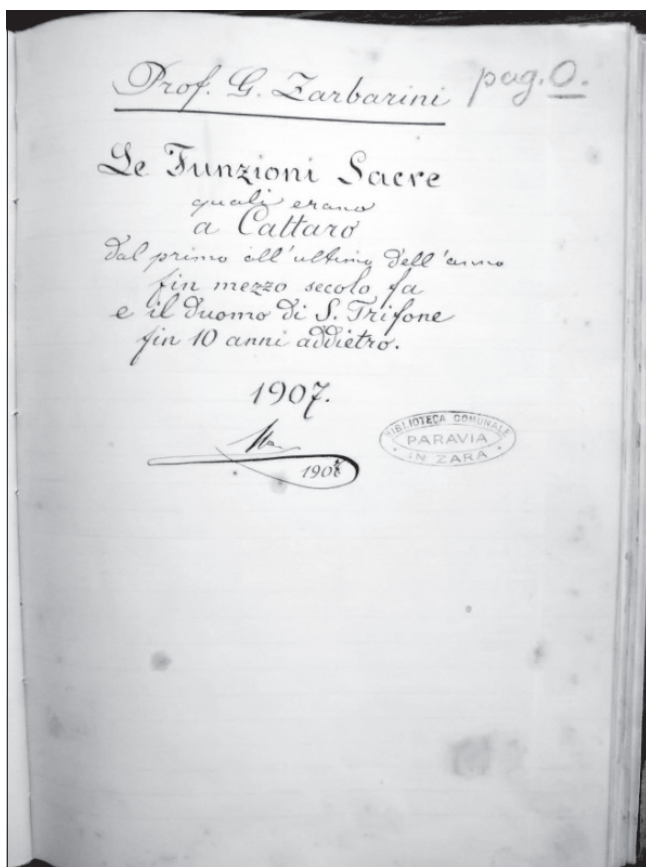 Prof. G. Zarbarini
pag. 0.
Le Funzioni Sacre
quali erano
a Cattaro
dal primo all'ultimo dell'anno
fin mezzo secolo fa
e il duomo di S. Trifone
fin 10 anni addietro.
1907.
BIBLIOTECA COMUNALE
PARAVIA
IN ZARA